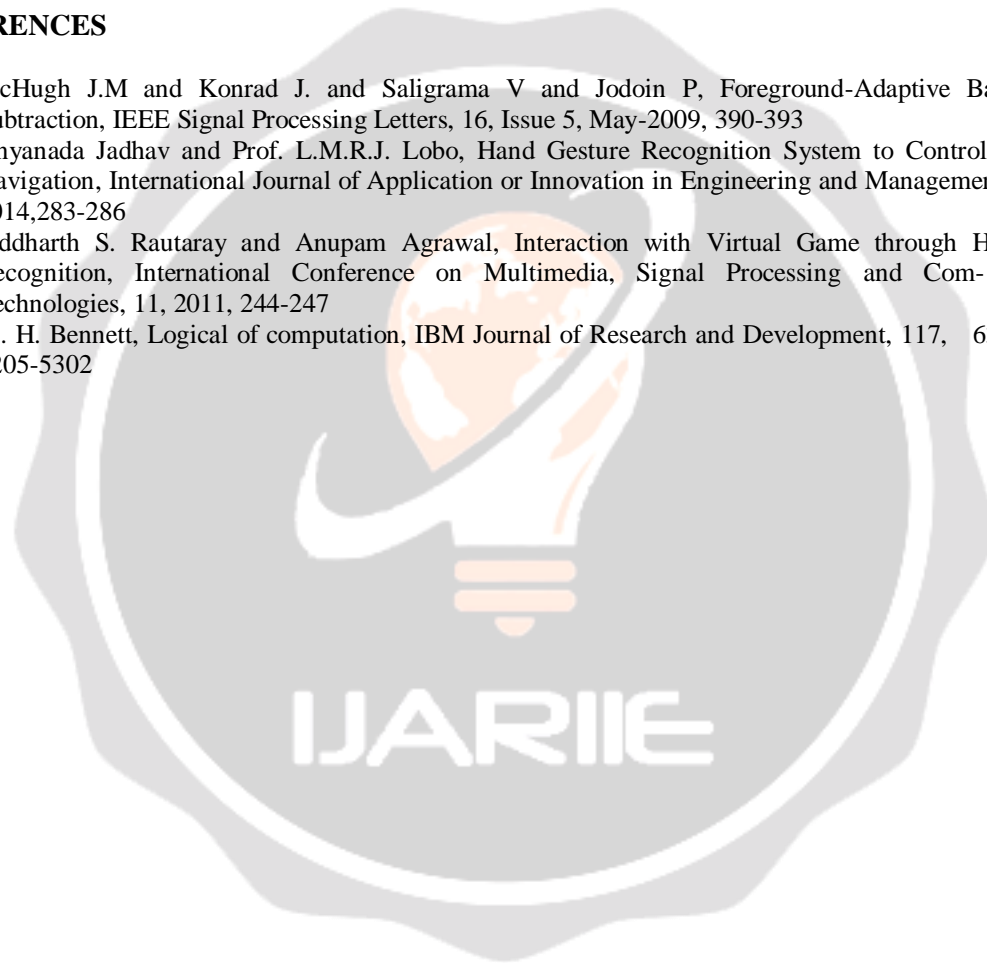 RENCES
cHugh J.M and Konrad J. and Saligrama V and Jodoin P, Foreground-Adaptive Ba
ubtraction, IEEE Signal Processing Letters, 16, Issue 5, May-2009, 390-393
nyanada Jadhav and Prof. L.M.R.J. Lobo, Hand Gesture Recognition System to Control
avigation, International Journal of Application or Innovation in Engineering and Managemen
014,283-286
ddharth S. Rautaray and Anupam Agrawal, Interaction with Virtual Game through H
ecognition, International Conference on Multimedia, Signal Processing and Com-
echnologies, 11, 2011, 244-247
. H. Bennett, Logical of computation, IBM Journal of Research and Development, 117, 6
205-5302
IJARIIE